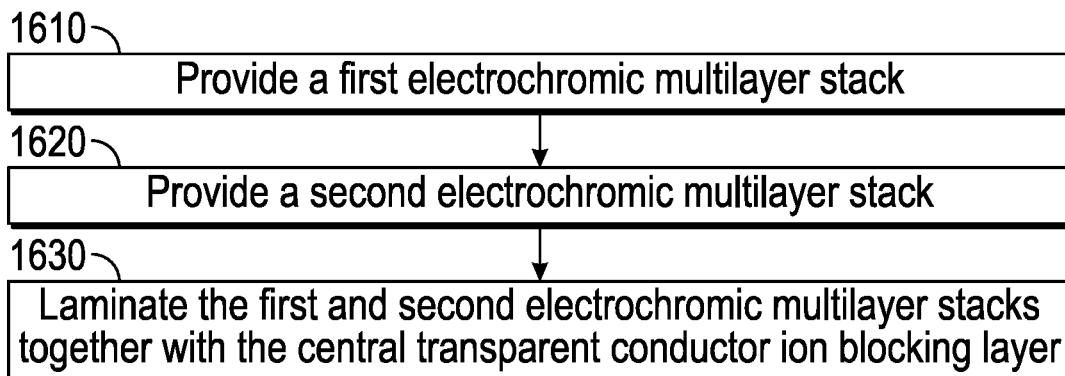 1610
Provide a first electrochromic multilayer stack
1620
Provide a second electrochromic multilayer stack
1630
Laminate the first and second electrochromic multilayer stacks
together with the central transparent conductor ion blocking layer